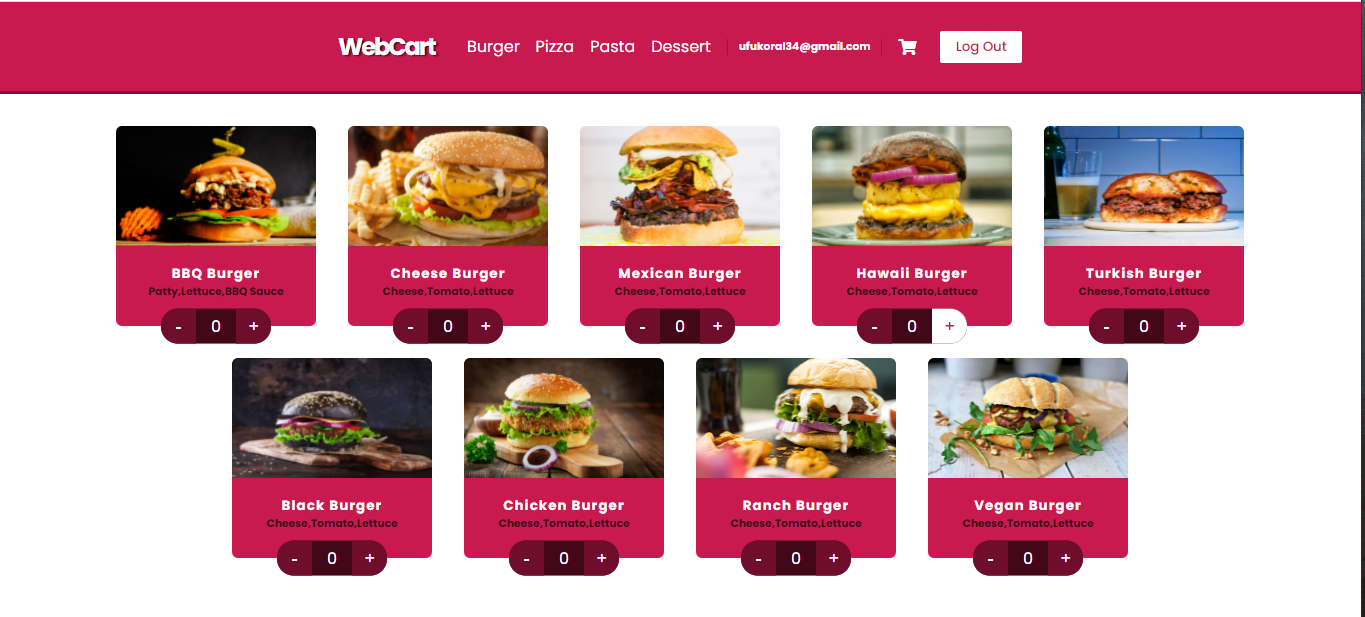 WebCart Burger Pizza Pasta Dessert ufukoral34@gmail.com Log Out
BBQ Burger
Patty,Lettuce,BBQ Sauce
- 0 +
Cheese Burger
Cheese,Tomato,Lettuce
- 0 +
Mexican Burger
Cheese,Tomato,Lettuce
- 0 +
Hawaii Burger
Cheese,Tomato,Lettuce
- 0 +
Turkish Burger
Cheese,Tomato,Lettuce
- 0 +
Black Burger
Cheese,Tomato,Lettuce
- 0 +
Chicken Burger
Cheese,Tomato,Lettuce
- 0 +
Ranch Burger
Cheese,Tomato,Lettuce
- 0 +
Vegan Burger
Cheese,Tomato,Lettuce
- 0 +